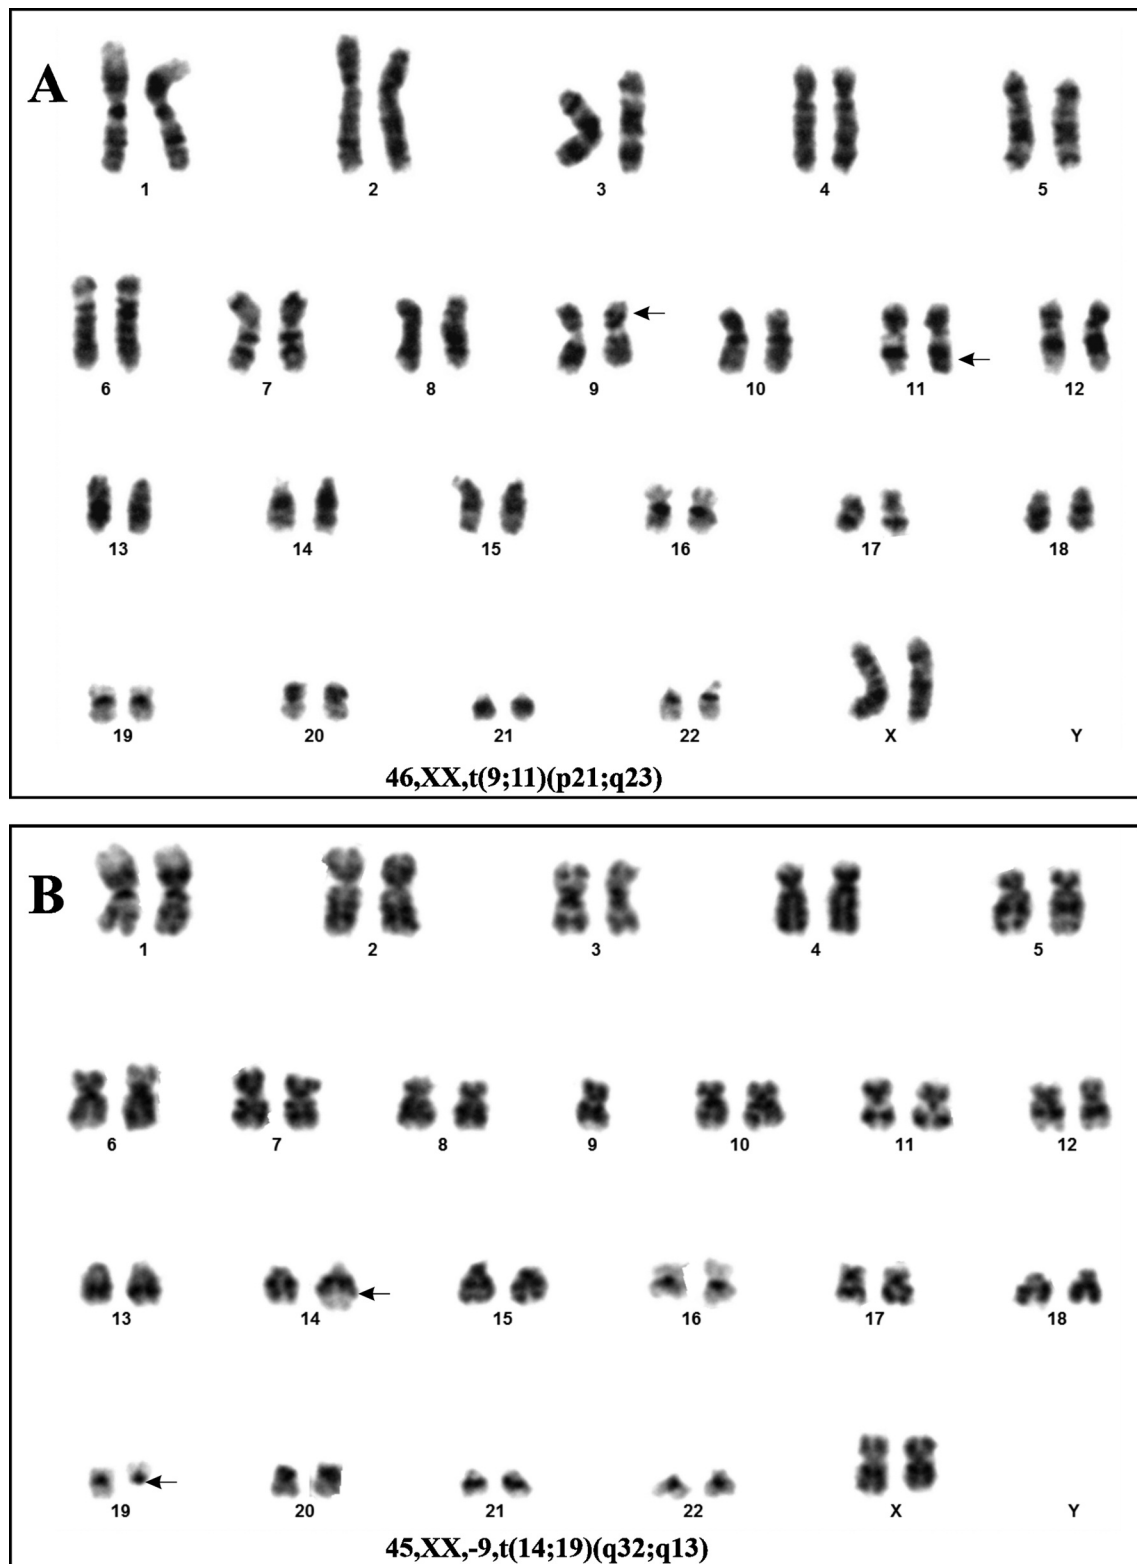 A
1 2 3 4 5
6 7 8 9 10 11 12
13 14 15 16 17 18
19 20 21 22 X Y
46,XX,t(9;11)(p21;q23)
B
1 2 3 4 5
6 7 8 9 10 11 12
13 14 15 16 17 18
19 20 21 22 X Y
45,XX,-9,t(14;19)(q32;q13)